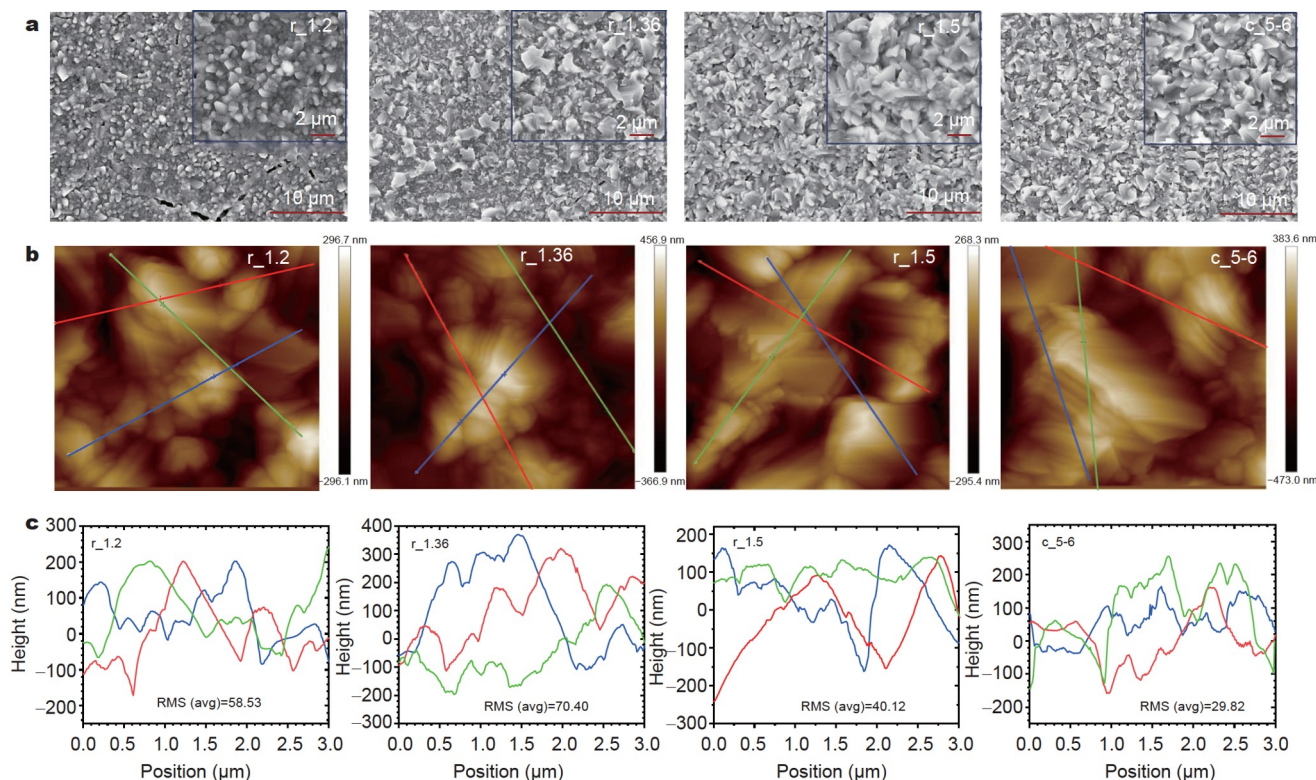 a
r_1.2
2 µm
10 µm
r_1.36
2 µm
10 µm
r_1.5
2 µm
10 µm
c_5-6
2 µm
10 µm
b
296.7 nm
r_1.2
−296.1 nm
456.9 nm
r_1.36
−366.9 nm
268.3 nm
r_1.5
−295.4 nm
383.6 nm
c_5-6
−473.0 nm
c
300
200
100
0
−100
−200
Height (nm)
r_1.2
RMS (avg)=58.53
0.0 0.5 1.0 1.5 2.0 2.5 3.0
Position (µm)
400
300
200
100
0
−100
−200
−300
Height (nm)
r_1.36
RMS (avg)=70.40
0.0 0.5 1.0 1.5 2.0 2.5 3.0
Position (µm)
200
100
0
−100
−200
−300
Height (nm)
r_1.5
RMS (avg)=40.12
0.0 0.5 1.0 1.5 2.0 2.5 3.0
Position (µm)
300
200
100
0
−100
−200
Height (nm)
c_5-6
RMS (avg)=29.82
0.0 0.5 1.0 1.5 2.0 2.5 3.0
Position (µm)